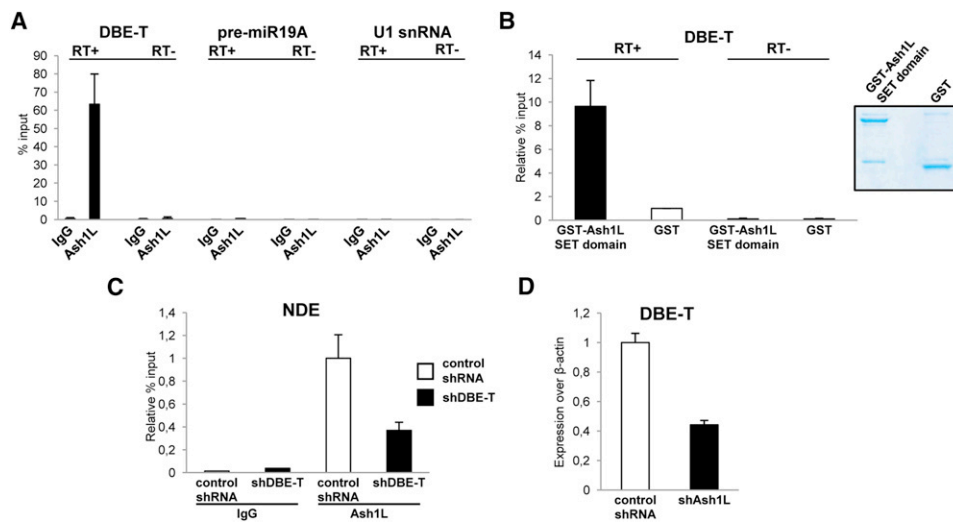 A
DBE-T pre-miR19A U1 snRNA
RT+ RT- RT+ RT- RT+ RT-
% input
90
80
70
60
50
40
30
20
10
0
IgG Ash1L IgG Ash1L IgG Ash1L IgG Ash1L IgG Ash1L IgG Ash1L
B
DBE-T
RT+ RT-
Relative % input
14
12
10
8
6
4
2
0
GST-Ash1L SET domain GST GST-Ash1L SET domain GST
GST-Ash1L
SET domain
GST
C
NDE
Relative % input
1,4
1,2
1
0,8
0,6
0,4
0,2
0
control
shRNA
shDBE-T
control shRNA shDBE-T control shRNA shDBE-T
IgG Ash1L
D
DBE-T
Expression over β-actin
1,2
1
0,8
0,6
0,4
0,2
0
control shRNA shAsh1L